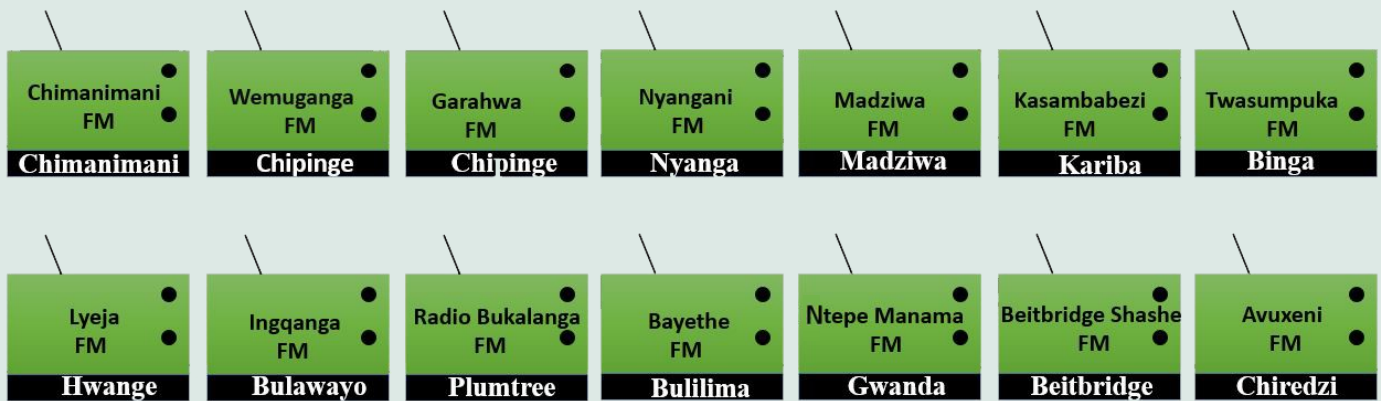 Chimanimani
FM
Chimanimani
Wemuganga
FM
Chipinge
Garahwa
FM
Chipinge
Nyangani
FM
Nyanga
Madziwa
FM
Madziwa
Kasambabezi
FM
Kariba
Twasumpuka
FM
Binga
Lyeja
FM
Hwange
Ingqanga
FM
Bulawayo
Radio Bukalanga
FM
Plumtree
Bayethe
FM
Bulilima
Ntepe Manama
FM
Gwanda
Beitbridge Shashe
FM
Beitbridge
Avuxeni
FM
Chiredzi